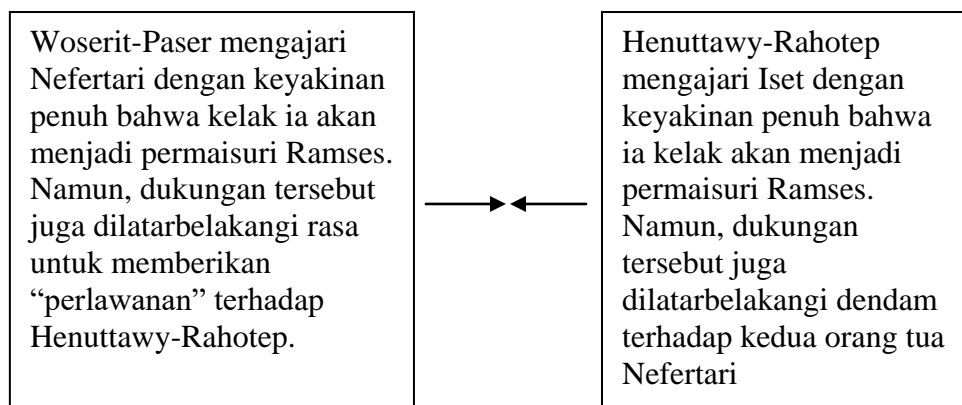 Woserit-Paser mengajari
Nefertari dengan keyakinan
penuh bahwa kelak ia akan
menjadi permaisuri Ramses.
Namun, dukungan tersebut
juga dilatarbelakangi rasa
untuk memberikan
“perlawanan” terhadap
Henuttawy-Rahotep.
Henuttawy-Rahotep
mengajari Iset dengan
keyakinan penuh bahwa
ia kelak akan menjadi
permaisuri Ramses.
Namun, dukungan
tersebut juga
dilatarbelakangi dendam
terhadap kedua orang tua
Nefertari